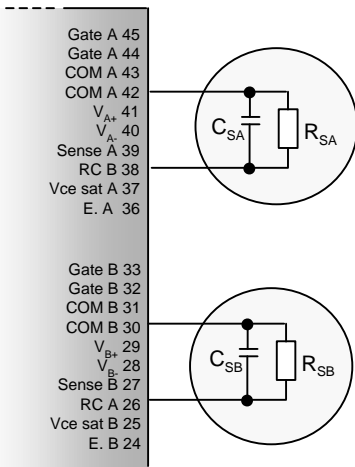 Gate A 45
Gate A 44
COM A 43
COM A 42
VA+ 41
VA- 40
Sense A 39
RC B 38
Vce sat A 37
E. A 36
CSA
RSA
Gate B 33
Gate B 32
COM B 31
COM B 30
VB+ 29
VB- 28
Sense B 27
RC A 26
Vce sat B 25
E. B 24
CSB
RSB